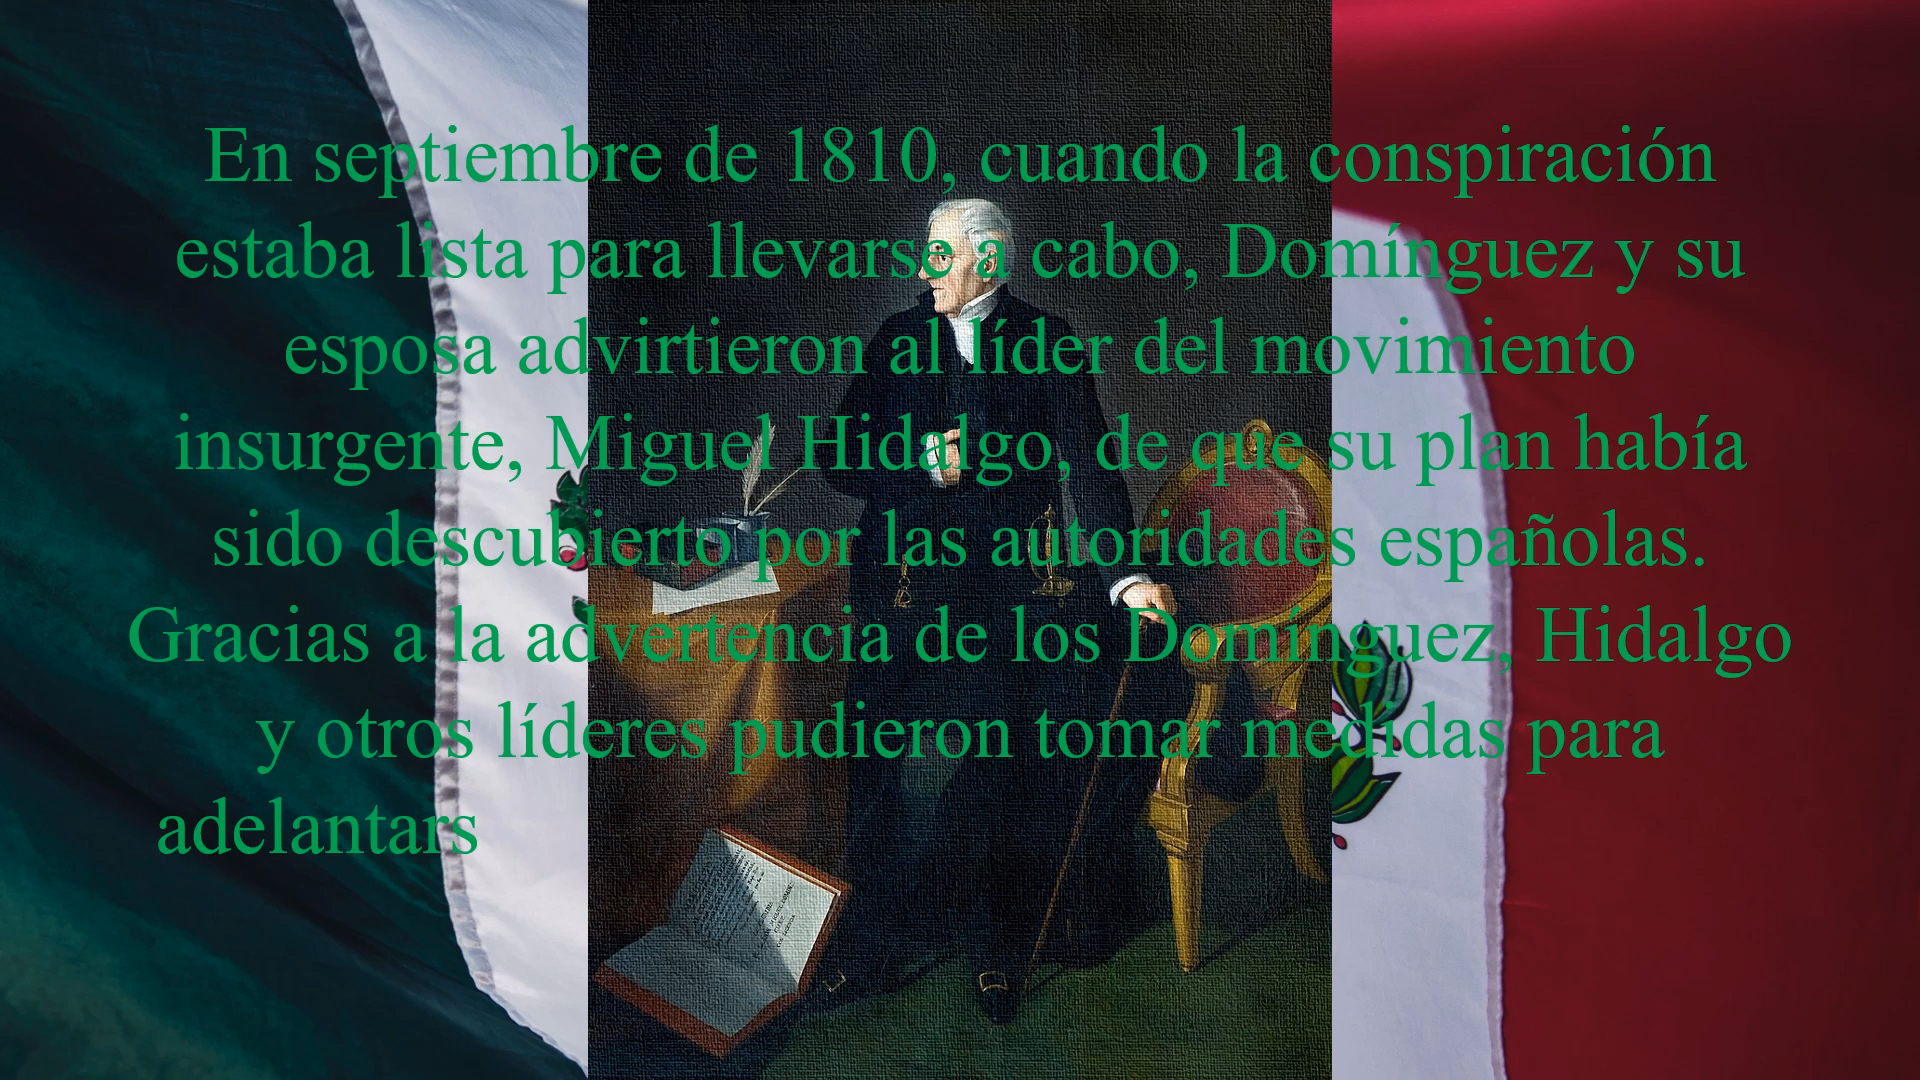 En septiembre de 1810, cuando la conspiración
estaba lista para llevarse a cabo, Domínguez y su
esposa advirtieron al líder del movimiento
insurgente, Miguel Hidalgo, de que su plan había
sido descubierto por las autoridades españolas.
Gracias a la advertencia de los Domínguez, Hidalgo
y otros líderes pudieron tomar medidas para
adelantars